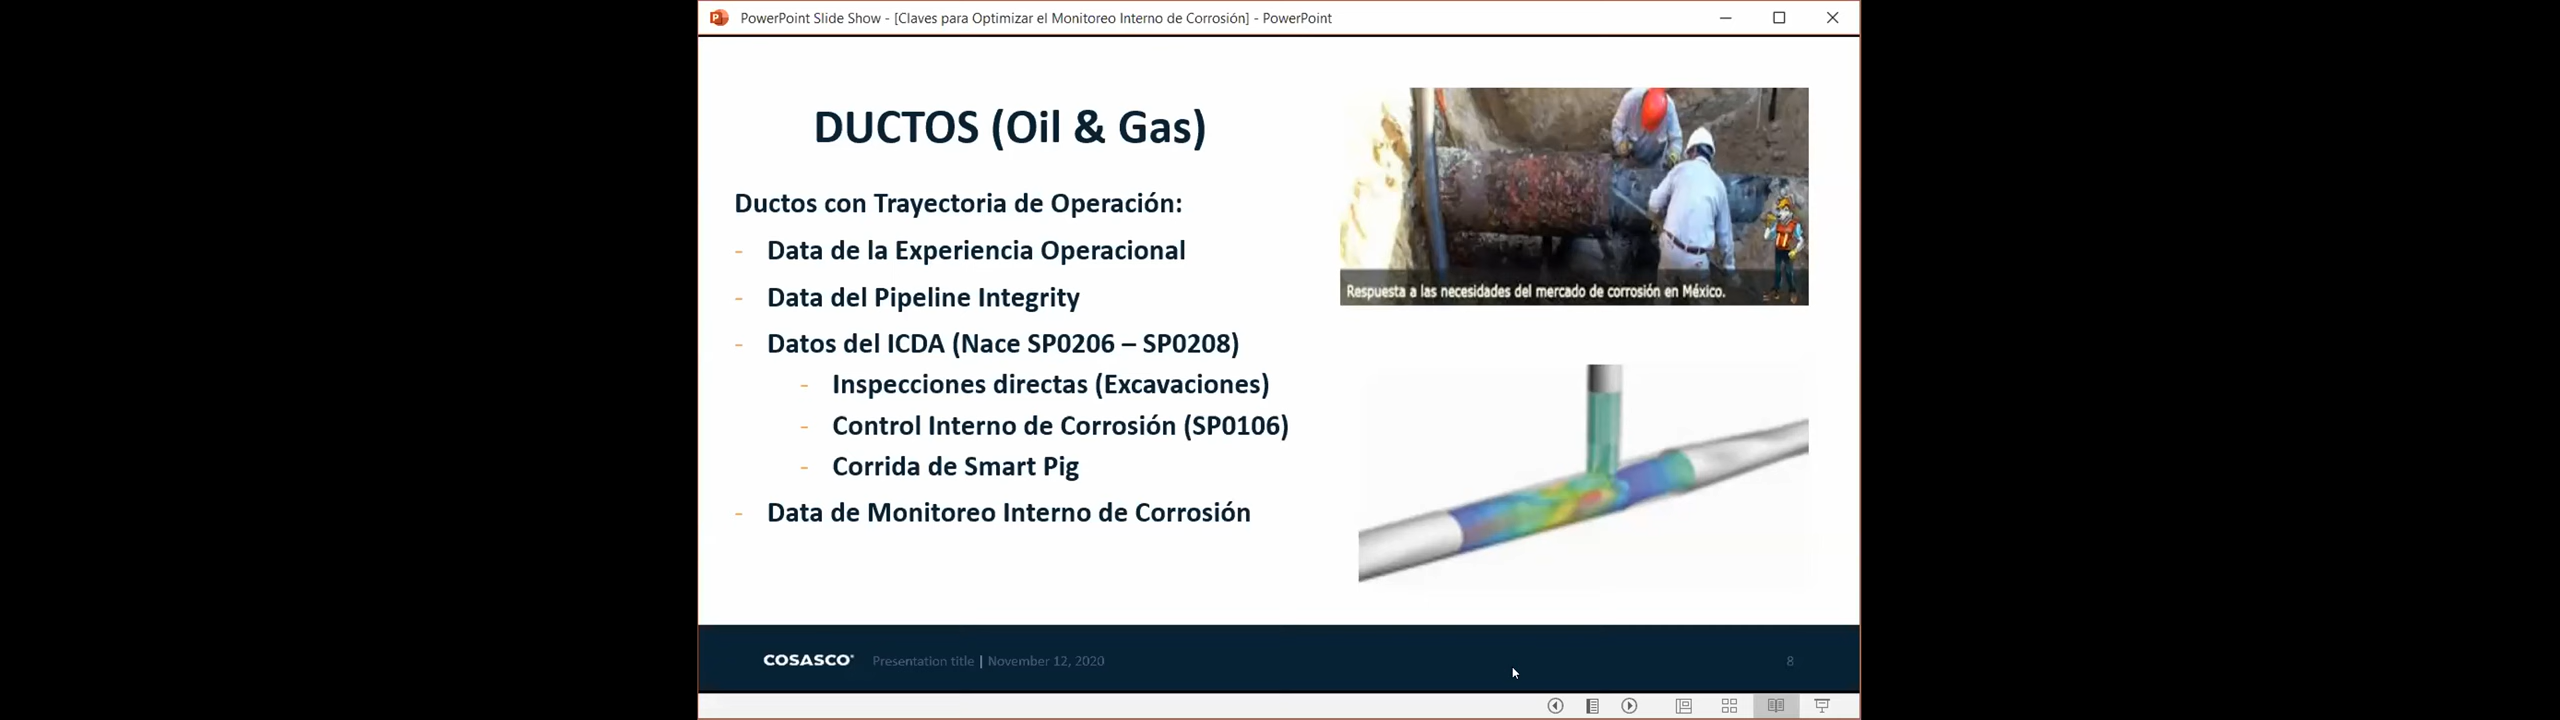 PowerPoint Slide Show - [Claves para Optimizar el Monitoreo Interno de Corrosión] - PowerPoint
DUCTOS (Oil & Gas)
Ductos con Trayectoria de Operación:
- Data de la Experiencia Operacional
- Data del Pipeline Integrity
- Datos del ICDA (Nace SP0206 – SP0208)
- Inspecciones directas (Excavaciones)
- Control Interno de Corrosión (SP0106)
- Corrida de Smart Pig
- Data de Monitoreo Interno de Corrosión
Respuesta a las necesidades del mercado de corrosión en México.
COSASCO® Presentation title | November 12, 2020 8